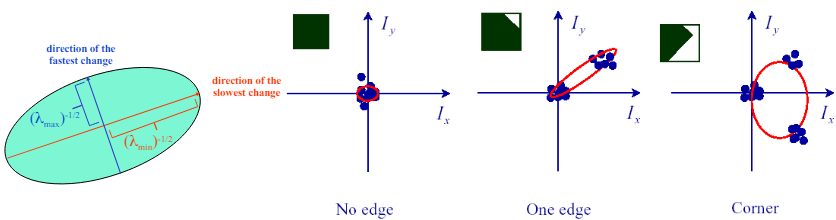 direction of the
fastest change
direction of the
slowest change
(λmax)-1/2
(λmin)-1/2
Iy
Ix
No edge
Iy
Ix
One edge
Iy
Ix
Corner